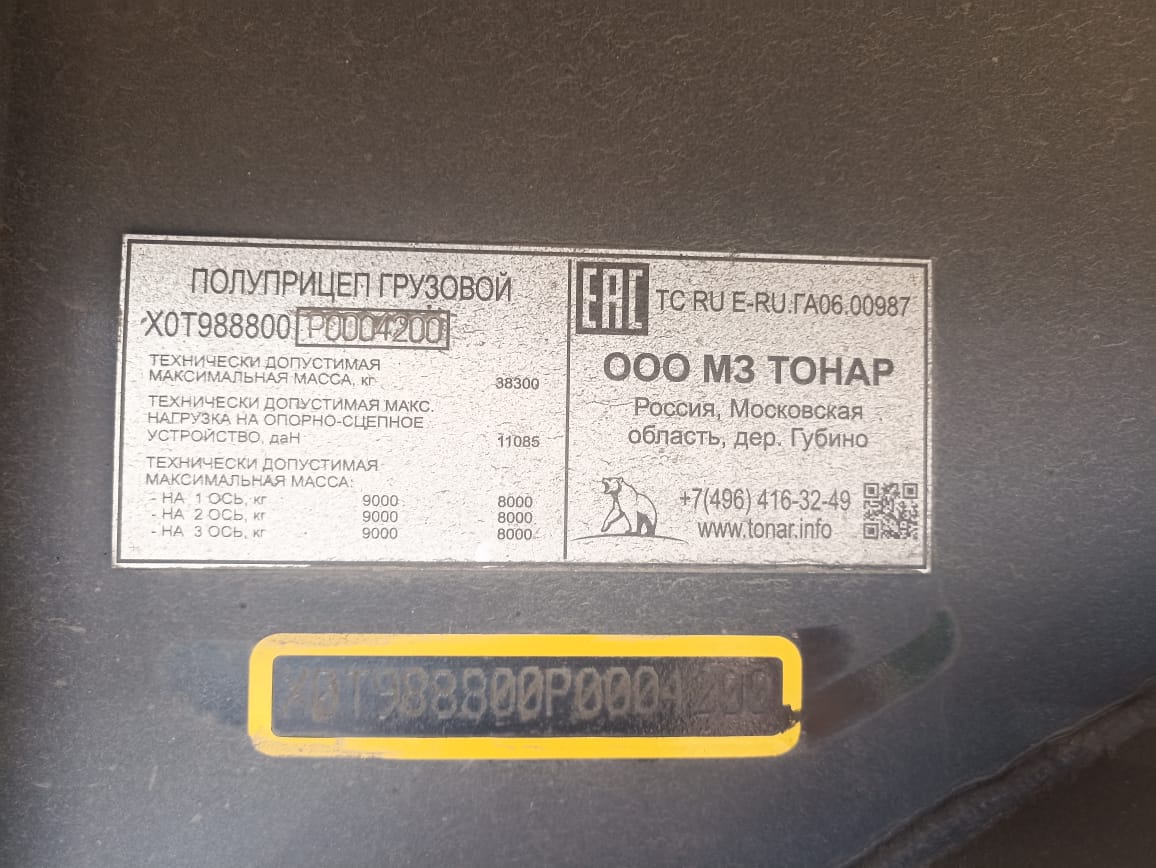 ПОЛУПРИЦЕП ГРУЗОВОЙ
X0T988800 P0004200
ТЕХНИЧЕСКИ ДОПУСТИМАЯ
МАКСИМАЛЬНАЯ МАССА, кг 38300
ТЕХНИЧЕСКИ ДОПУСТИМАЯ МАКС.
НАГРУЗКА НА ОПОРНО-СЦЕПНОЕ
УСТРОЙСТВО, даН 11085
ТЕХНИЧЕСКИ ДОПУСТИМАЯ
МАКСИМАЛЬНАЯ МАССА:
- НА 1 ОСЬ, кг 9000 8000
- НА 2 ОСЬ, кг 9000 8000
- НА 3 ОСЬ, кг 9000 8000
EAC TC RU E-RU.ГА06.00987
ООО МЗ ТОНАР
Россия, Московская
область, дер. Губино
+7(496) 416-32-49
www.tonar.info
X0T988800P0004200